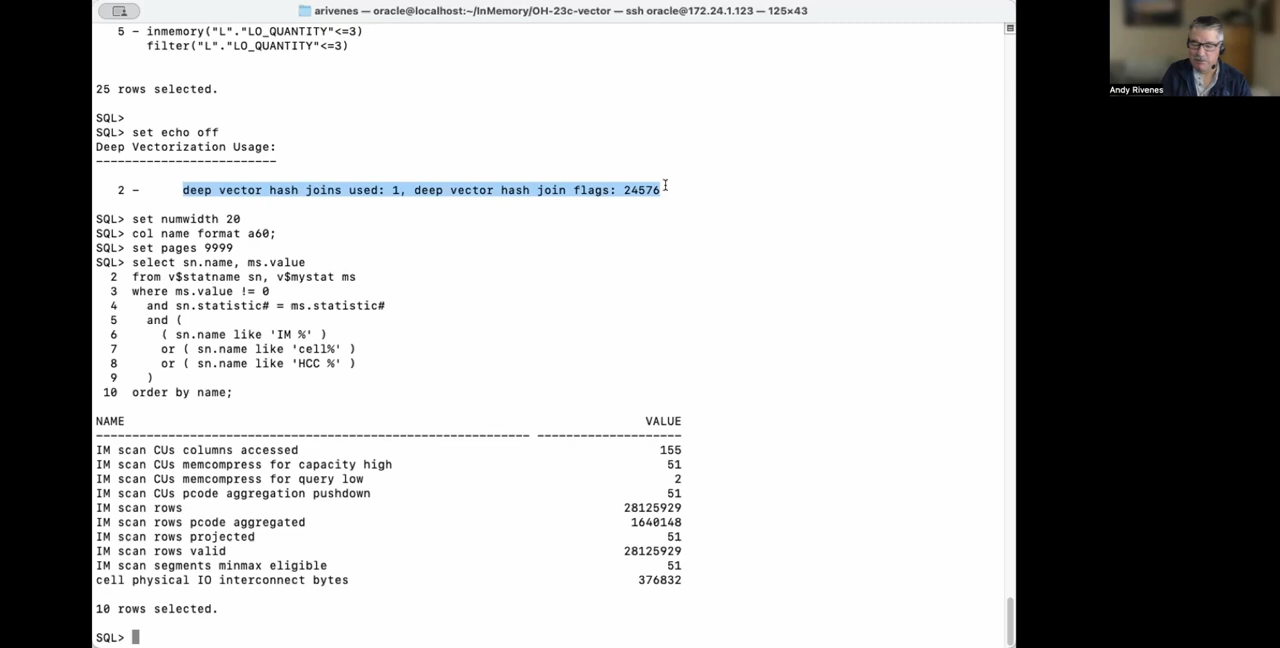 arivenes — oracle@localhost:~/InMemory/OH-23c-vector — ssh oracle@172.24.1.123 — 125×43
5 - inmemory("L"."LO_QUANTITY"<=3)
filter("L"."LO_QUANTITY"<=3)
25 rows selected.
SQL>
SQL> set echo off
Deep Vectorization Usage:
-------------------------
2 - deep vector hash joins used: 1, deep vector hash join flags: 24576
SQL> set numwidth 20
SQL> col name format a60;
SQL> set pages 9999
SQL> select sn.name, ms.value
2 from v$statname sn, v$mystat ms
3 where ms.value != 0
4 and sn.statistic# = ms.statistic#
5 and (
6 ( sn.name like 'IM %' )
7 or ( sn.name like 'cell%' )
8 or ( sn.name like 'HCC %' )
9 )
10 order by name;
NAME VALUE
------------------------------------------------------------ --------------------
IM scan CUs columns accessed 155
IM scan CUs memcompress for capacity high 51
IM scan CUs memcompress for query low 2
IM scan CUs pcode aggregation pushdown 51
IM scan rows 28125929
IM scan rows pcode aggregated 1640148
IM scan rows projected 51
IM scan rows valid 28125929
IM scan segments minmax eligible 51
cell physical IO interconnect bytes 376832
10 rows selected.
SQL>
Andy Rivenes